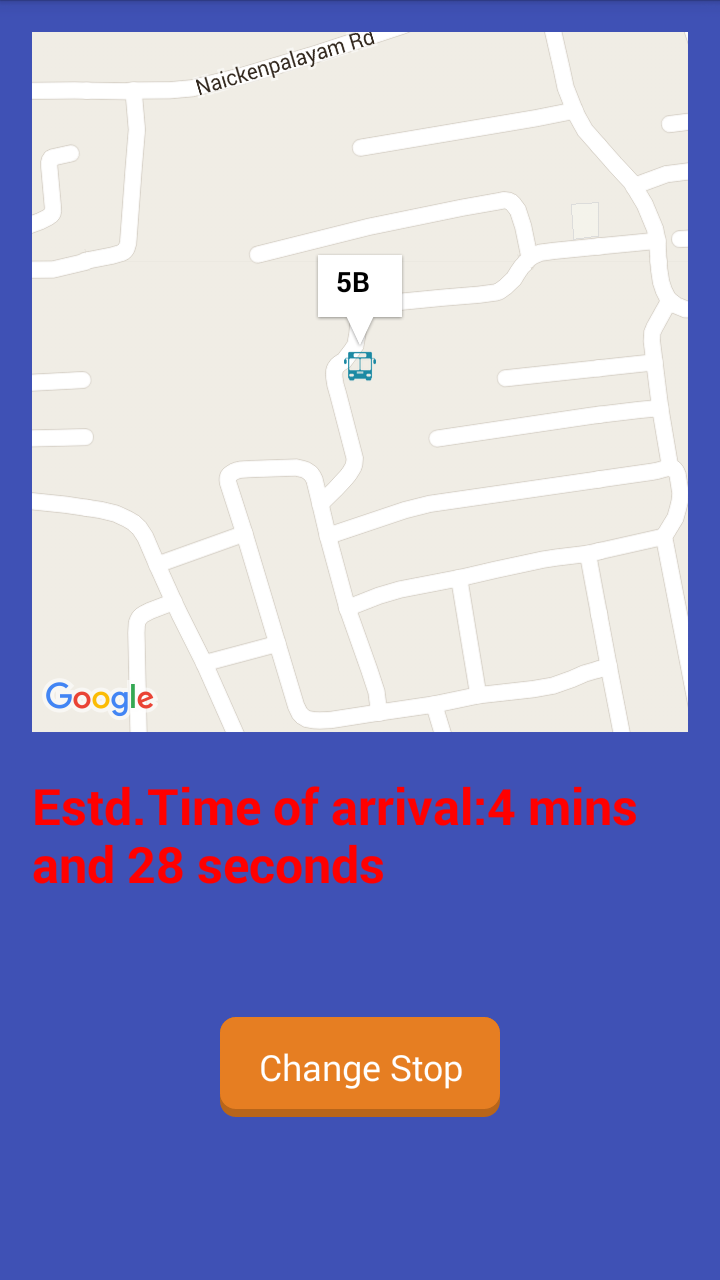 Naickenpalayam Rd
5B
Google
Estd.Time of arrival:4 mins
and 28 seconds
Change Stop